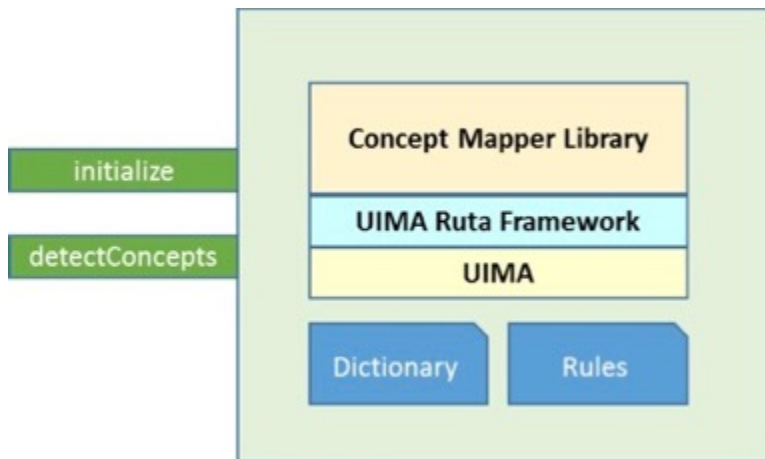 Concept Mapper Library
initialize
UIMA Ruta Framework
detectConcepts
UIMA
Dictionary
Rules